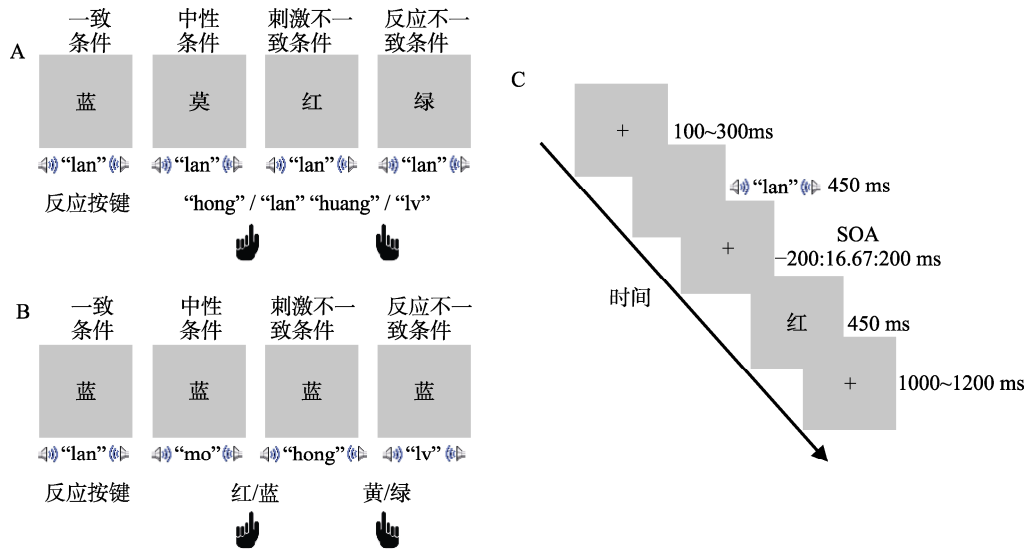 A
一致
条件
中性
条件
刺激不一
致条件
反应不一
致条件
蓝
莫
红
绿
“lan”
“lan”
“lan”
“lan”
反应按键
“hong” / “lan” “huang” / “lv”
B
一致
条件
中性
条件
刺激不一
致条件
反应不一
致条件
蓝
蓝
蓝
蓝
“lan”
“mo”
“hong”
“lv”
反应按键
红/蓝
黄/绿
C
+
100~300ms
“lan” 450 ms
+
SOA
−200:16.67:200 ms
时间
红
450 ms
+
1000~1200 ms